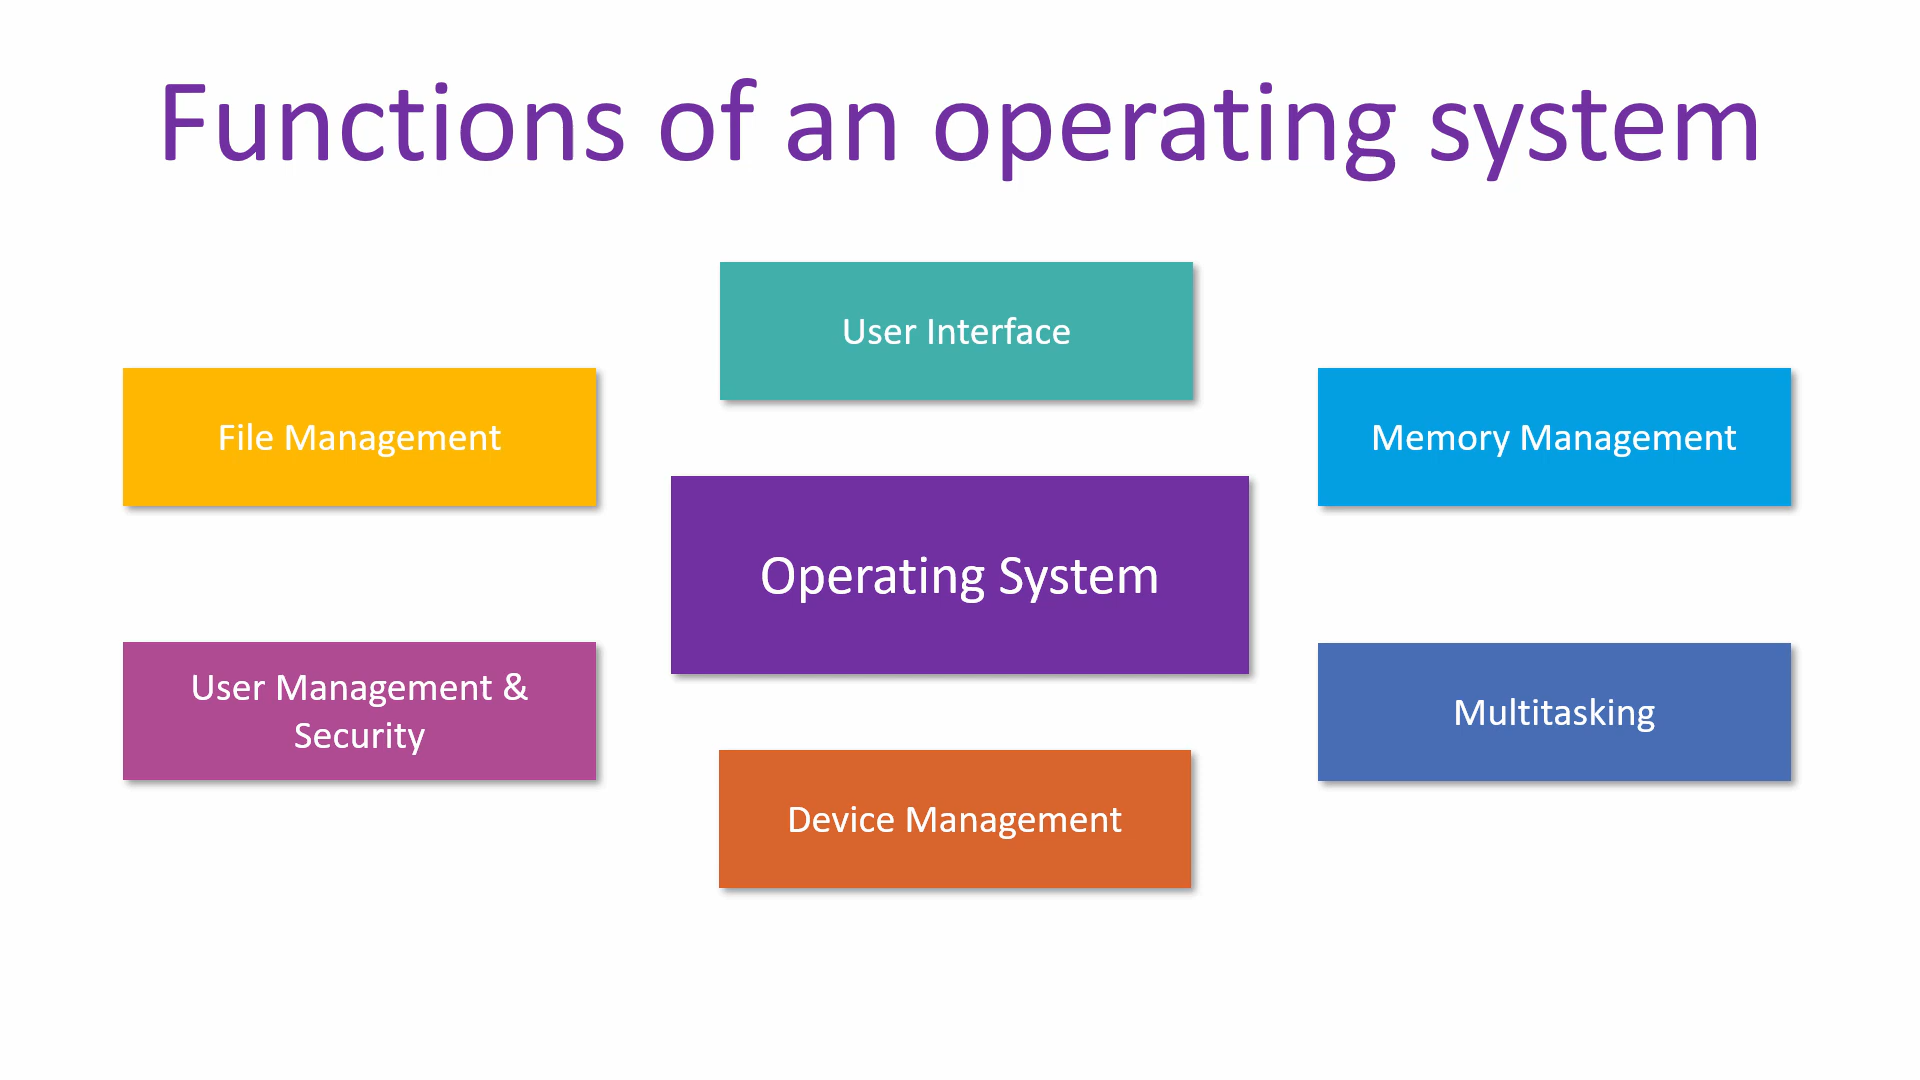 Functions of an operating system
User Interface
File Management
Memory Management
Operating System
User Management &
Security
Multitasking
Device Management